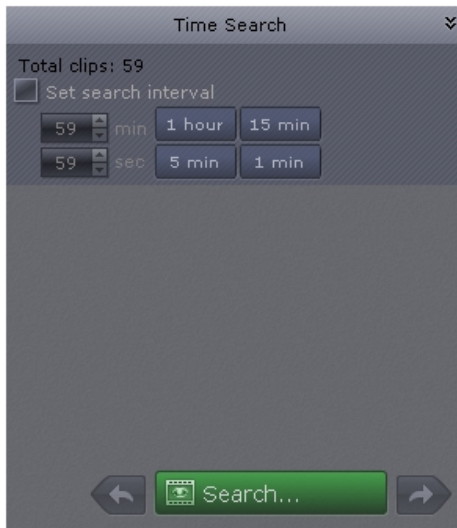 Time Search
Total clips: 59
Set search interval
59 min 1 hour 15 min
59 sec 5 min 1 min
Search...